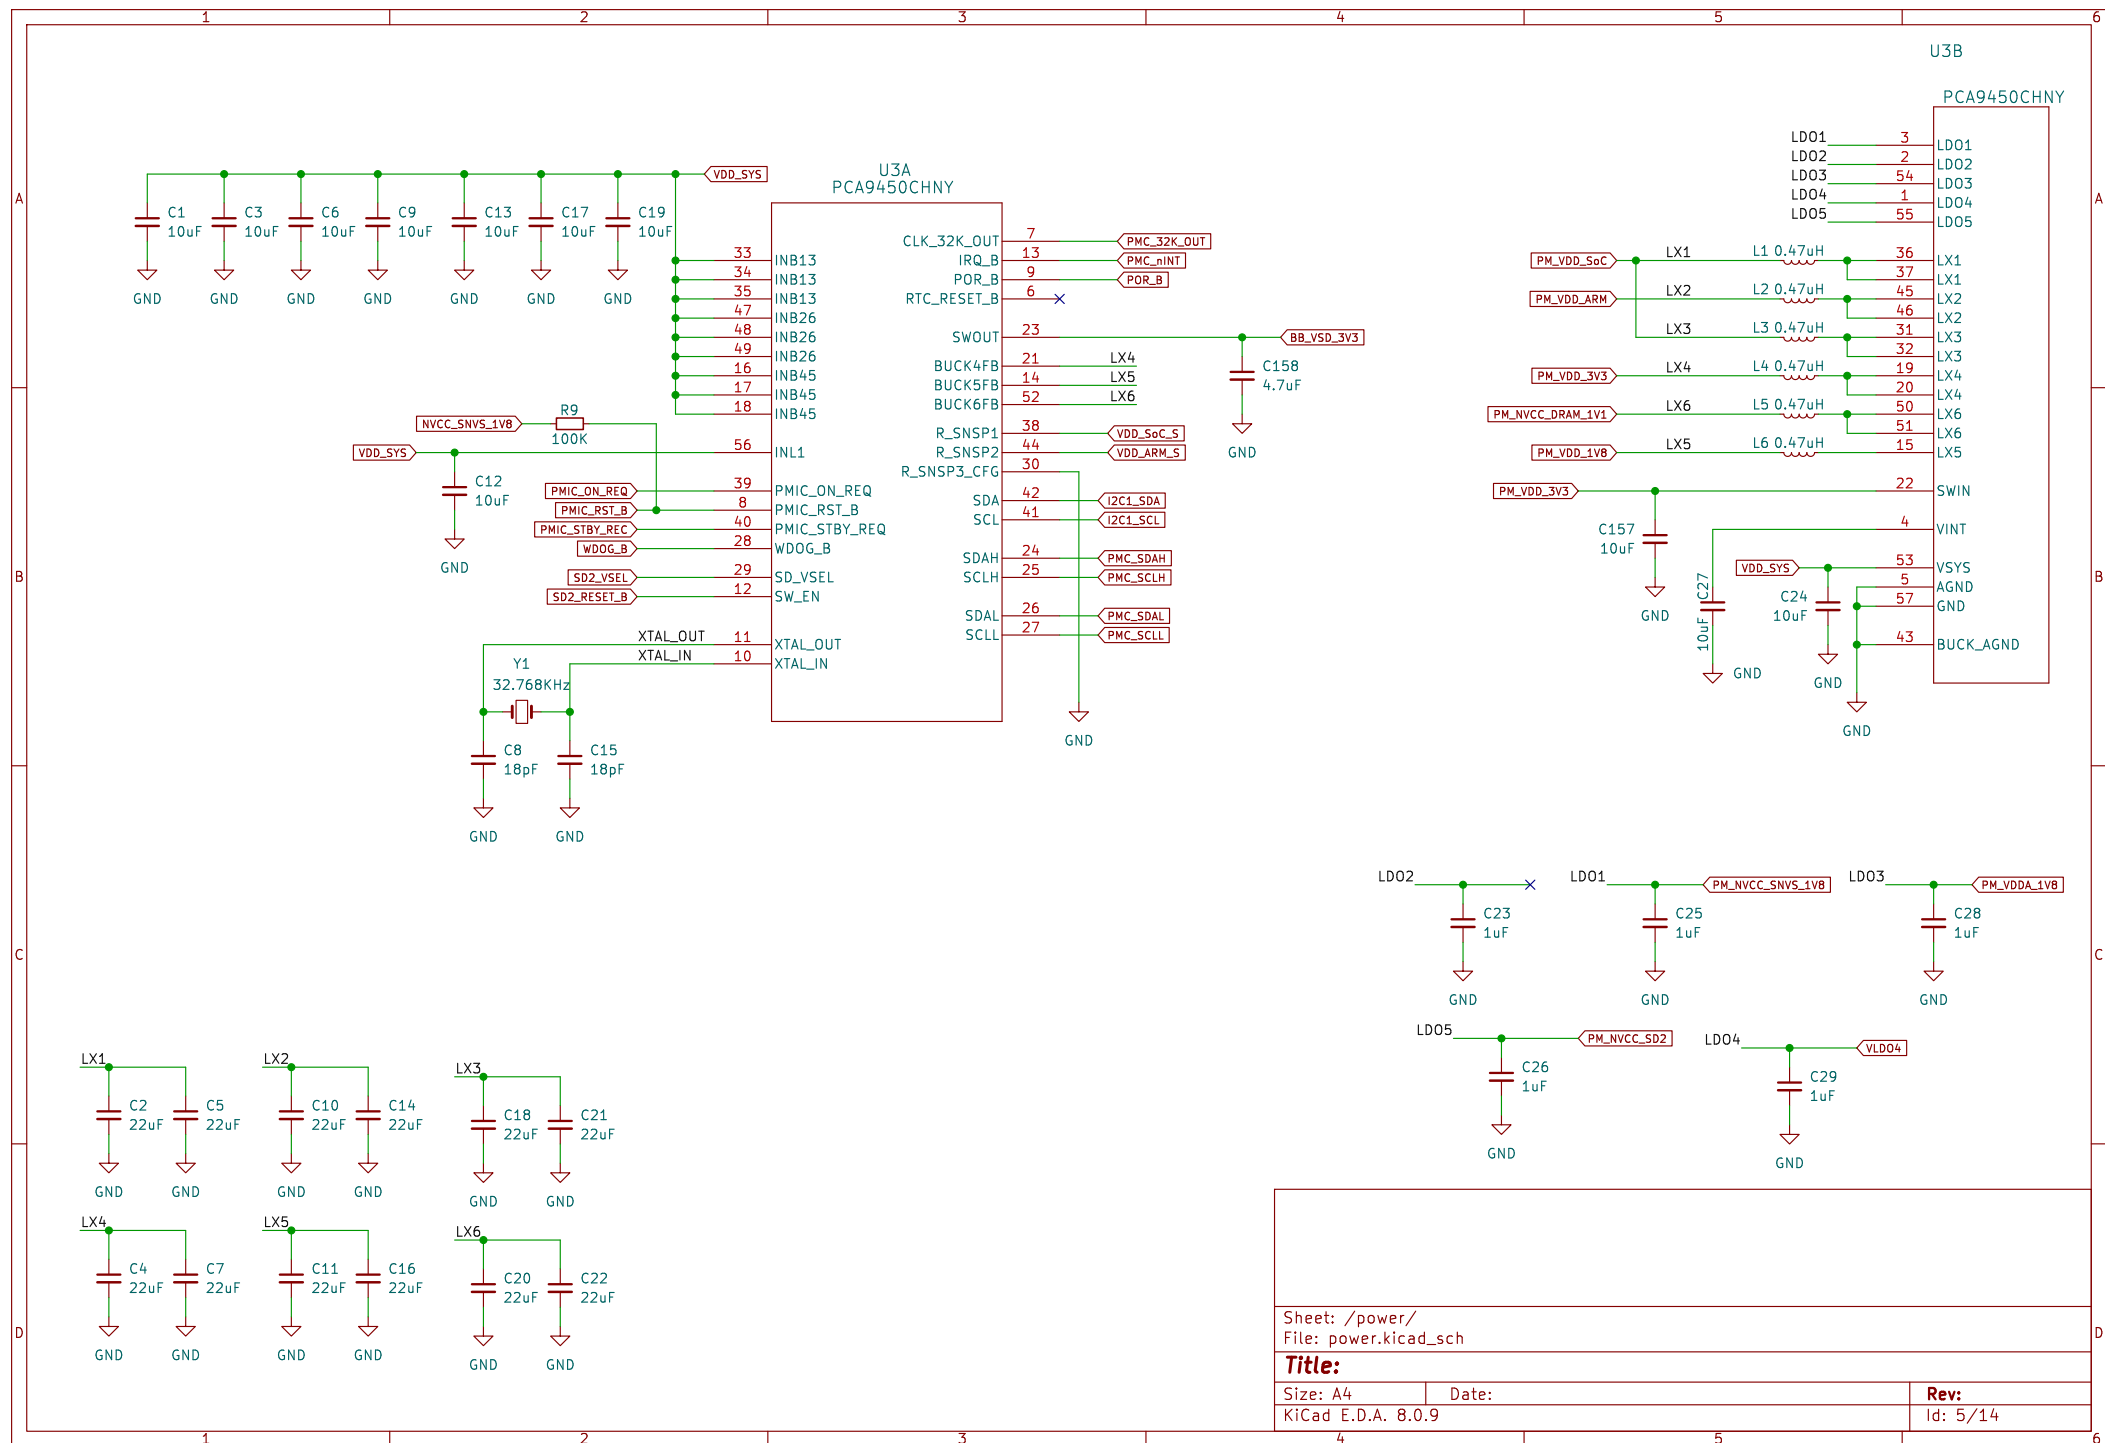 1 2 3 4 5 6
U3B
PCA9450CHNY
U3A
PCA9450CHNY
VDD_SYS
A
A
C1 10uF
C3 10uF
C6 10uF
C9 10uF
C13 10uF
C17 10uF
C19 10uF
GND GND GND GND GND GND GND
33 INB13
34 INB13
35 INB13
47 INB26
48 INB26
49 INB26
16 INB45
17 INB45
18 INB45
NVCC_SNVS_1V8
R9
100K
VDD_SYS
56 INL1
C12
10uF
GND
PMIC_ON_REQ 39 PMIC_ON_REQ
PMIC_RST_B 8 PMIC_RST_B
PMIC_STBY_REC 40 PMIC_STBY_REQ
WDOG_B 28 WDOG_B
SD2_VSEL 29 SD_VSEL
SD2_RESET_B 12 SW_EN
XTAL_OUT 11 XTAL_OUT
XTAL_IN 10 XTAL_IN
Y1
32.768KHz
C8
18pF
C15
18pF
GND GND
CLK_32K_OUT 7 PMC_32K_OUT
IRQ_B 13 PMC_nINT
POR_B 9 POR_B
RTC_RESET_B 6
SWOUT 23 BB_VSD_3V3
BUCK4FB 21 LX4
BUCK5FB 14 LX5
BUCK6FB 52 LX6
C158
4.7uF
GND
R_SNSP1 38 VDD_SoC_S
R_SNSP2 44 VDD_ARM_S
R_SNSP3_CFG 30
SDA 42 I2C1_SDA
SCL 41 I2C1_SCL
SDAH 24 PMC_SDAH
SCLH 25 PMC_SCLH
SDAL 26 PMC_SDAL
SCLL 27 PMC_SCLL
GND
LDO1 3 LDO1
LDO2 2 LDO2
LDO3 54 LDO3
LDO4 1 LDO4
LDO5 55 LDO5
PM_VDD_SoC LX1 L1 0.47uH 36 LX1
37 LX1
PM_VDD_ARM LX2 L2 0.47uH 45 LX2
46 LX2
LX3 L3 0.47uH 31 LX3
32 LX3
PM_VDD_3V3 LX4 L4 0.47uH 19 LX4
20 LX4
PM_NVCC_DRAM_1V1 LX6 L5 0.47uH 50 LX6
51 LX6
PM_VDD_1V8 LX5 L6 0.47uH 15 LX5
PM_VDD_3V3 22 SWIN
C157
10uF
GND
4 VINT
C27
10uF
GND
VDD_SYS 53 VSYS
C24
10uF
GND
5 AGND
57 GND
43 BUCK_AGND
GND
B
B
LDO2
C23
1uF
GND
LDO1 PM_NVCC_SNVS_1V8
C25
1uF
GND
LDO3 PM_VDDA_1V8
C28
1uF
GND
C
C
LDO5 PM_NVCC_SD2
C26
1uF
GND
LDO4 VLDO4
C29
1uF
GND
LX1
C2 22uF
C5 22uF
GND GND
LX2
C10 22uF
C14 22uF
GND GND
LX3
C18 22uF
C21 22uF
GND GND
LX4
C4 22uF
C7 22uF
GND GND
LX5
C11 22uF
C16 22uF
GND GND
LX6
C20 22uF
C22 22uF
GND GND
D
D
Sheet: /power/
File: power.kicad_sch
Title:
Size: A4 Date: Rev:
KiCad E.D.A. 8.0.9 Id: 5/14
1 2 3 4 5 6